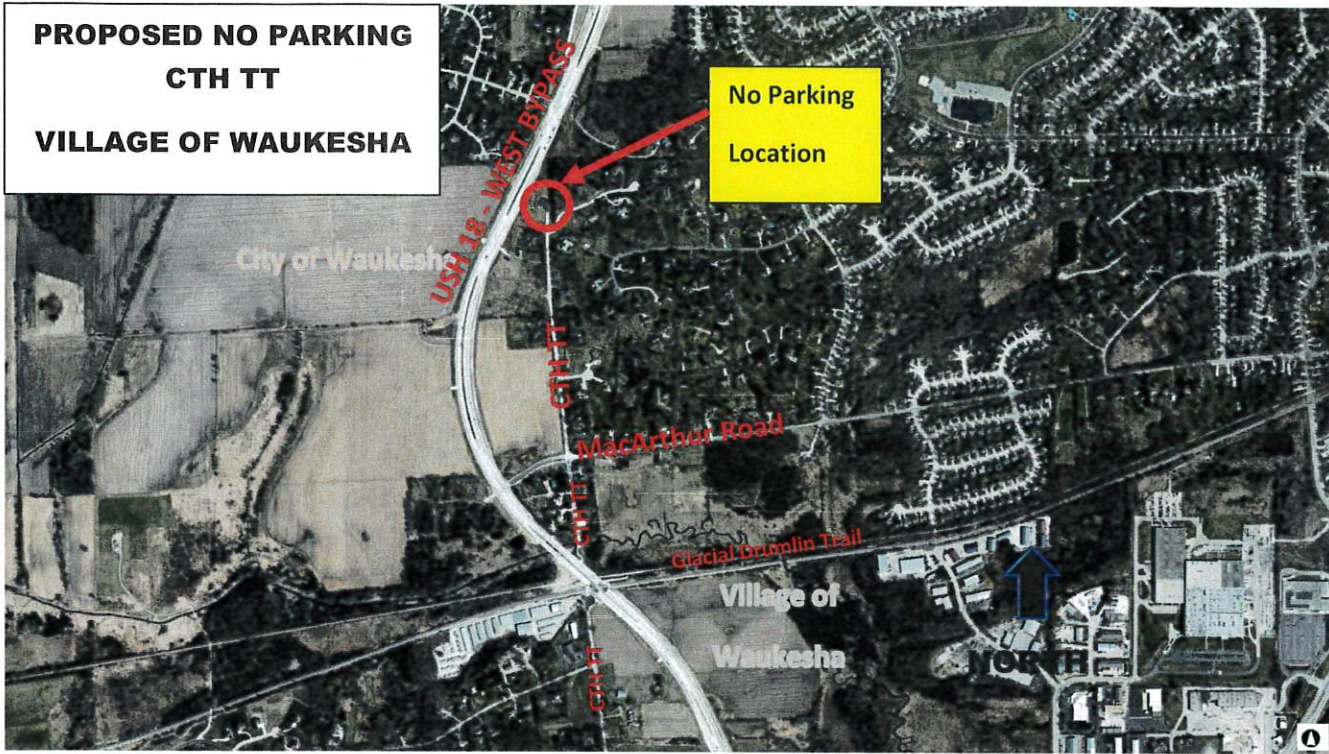 PROPOSED NO PARKING
CTH TT
VILLAGE OF WAUKESHA
No Parking
Location
USH 18 - WEST BYPASS
City of Waukesha
CTH TT
MacArthur Road
CTH TT
Glacial Drumlin Trail
Village of
Waukesha
NORTH
CTH TT